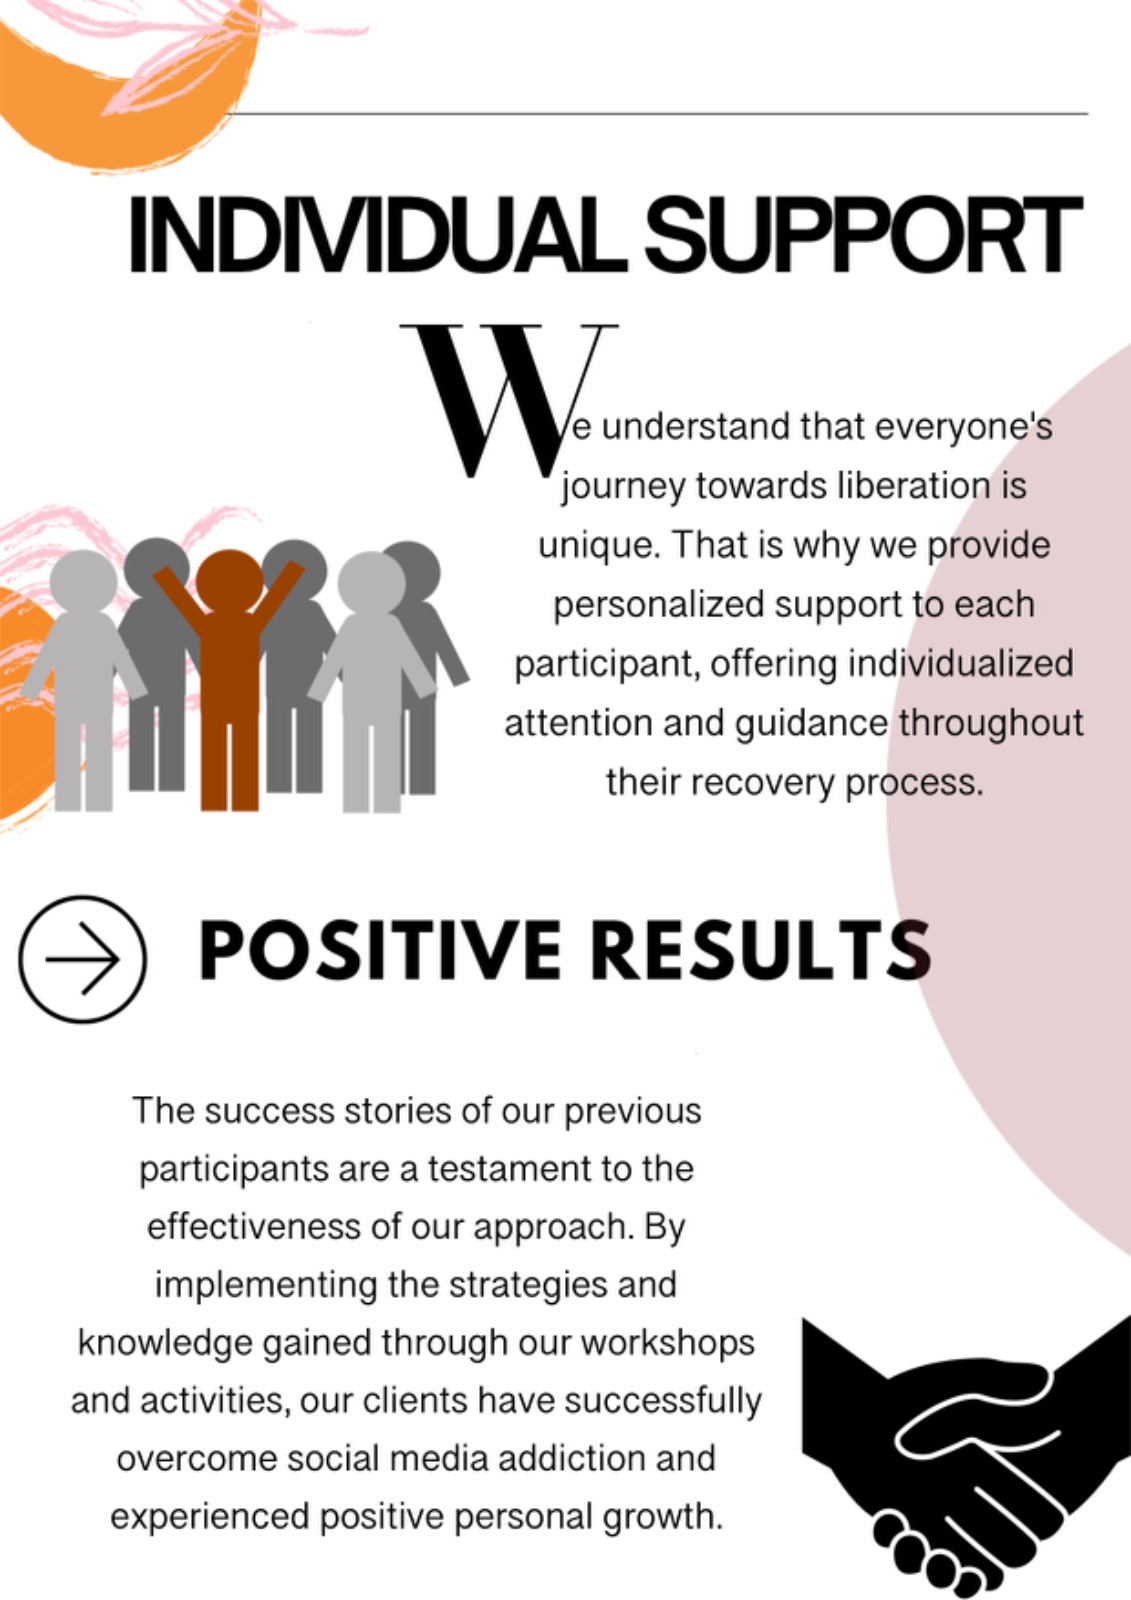 INDIVIDUAL SUPPORT
We understand that everyone's
journey towards liberation is
unique. That is why we provide
personalized support to each
participant, offering individualized
attention and guidance throughout
their recovery process.
POSITIVE RESULTS
The success stories of our previous
participants are a testament to the
effectiveness of our approach. By
implementing the strategies and
knowledge gained through our workshops
and activities, our clients have successfully
overcome social media addiction and
experienced positive personal growth.